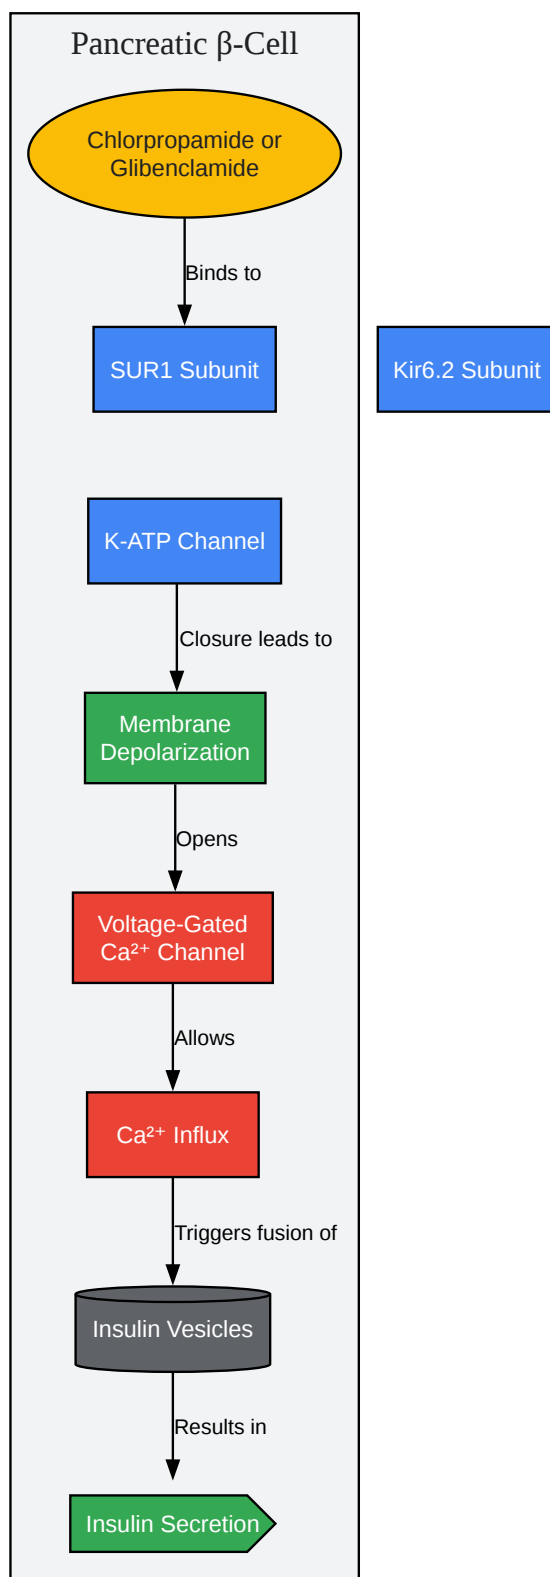 Pancreatic β-Cell
Chlorpropamide or
Glibenclamide
Binds to
SUR1 Subunit
Kir6.2 Subunit
K-ATP Channel
Closure leads to
Membrane
Depolarization
Opens
Voltage-Gated
Ca²⁺ Channel
Allows
Ca²⁺ Influx
Triggers fusion of
Insulin Vesicles
Results in
Insulin Secretion